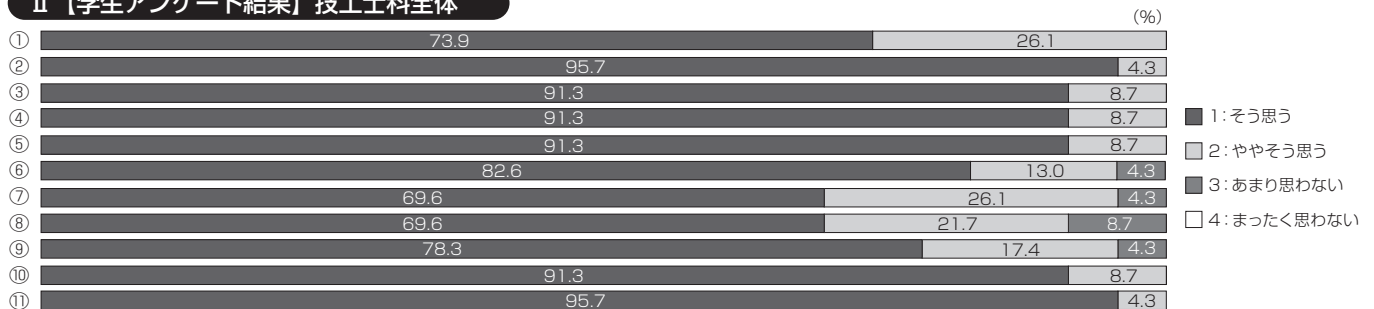 Ⅱ【学生アンケート結果】技工士科全体
(%)
① 73.9 26.1
② 95.7 4.3
③ 91.3 8.7
④ 91.3 8.7
⑤ 91.3 8.7
⑥ 82.6 13.0 4.3
⑦ 69.6 26.1 4.3
⑧ 69.6 21.7 8.7
⑨ 78.3 17.4 4.3
⑩ 91.3 8.7
⑪ 95.7 4.3
1:そう思う
2:ややそう思う
3:あまり思わない
4:まったく思わない